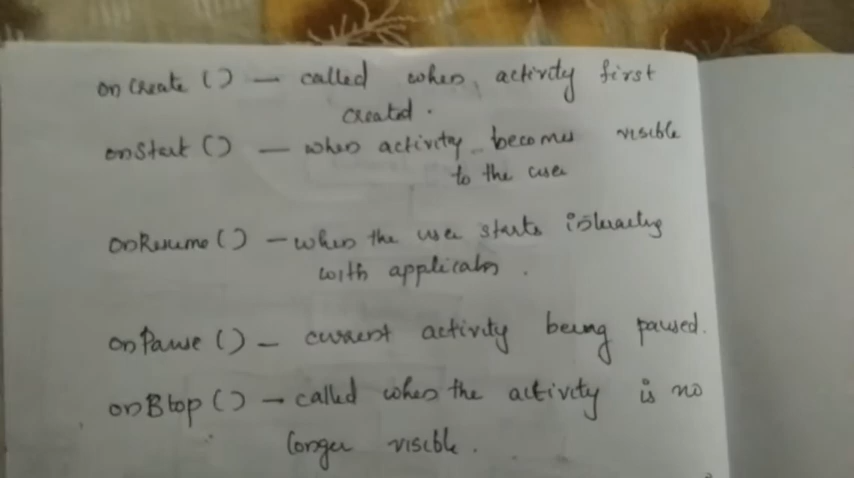 onCreate () — called when activity first
created.
onStart () — when activity becomes visible
to the user
onResume () — when the user starts interacting
with application.
onPause () — current activity being paused.
onStop () — called when the activity is no
longer visible.